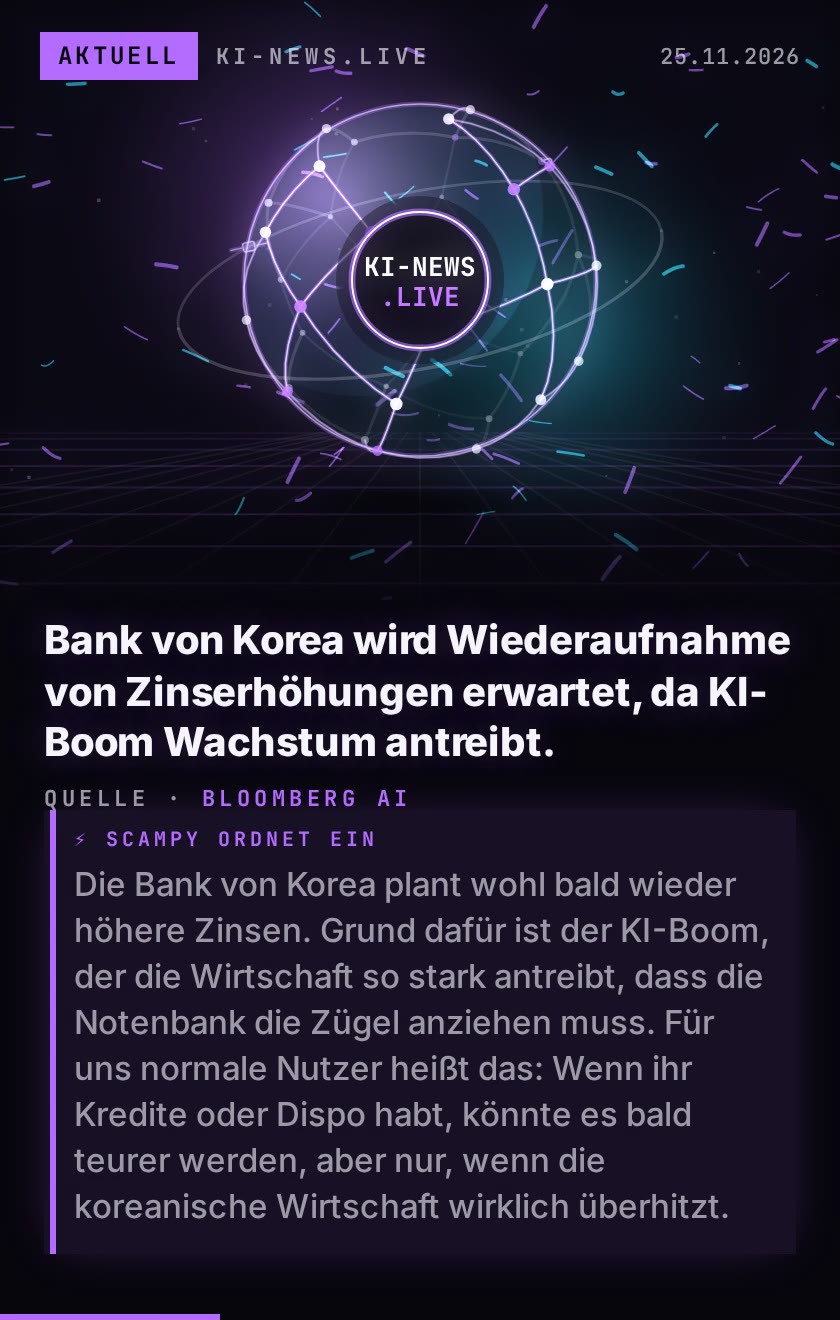 AKTUELL KI-NEWS.LIVE 25.11.2026
KI-NEWS
.LIVE
Bank von Korea wird Wiederaufnahme
von Zinserhöhungen erwartet, da KI-
Boom Wachstum antreibt.
QUELLE · BLOOMBERG AI
⚡ SCAMPY ORDNET EIN
Die Bank von Korea plant wohl bald wieder
höhere Zinsen. Grund dafür ist der KI-Boom,
der die Wirtschaft so stark antreibt, dass die
Notenbank die Zügel anziehen muss. Für
uns normale Nutzer heißt das: Wenn ihr
Kredite oder Dispo habt, könnte es bald
teurer werden, aber nur, wenn die
koreanische Wirtschaft wirklich überhitzt.